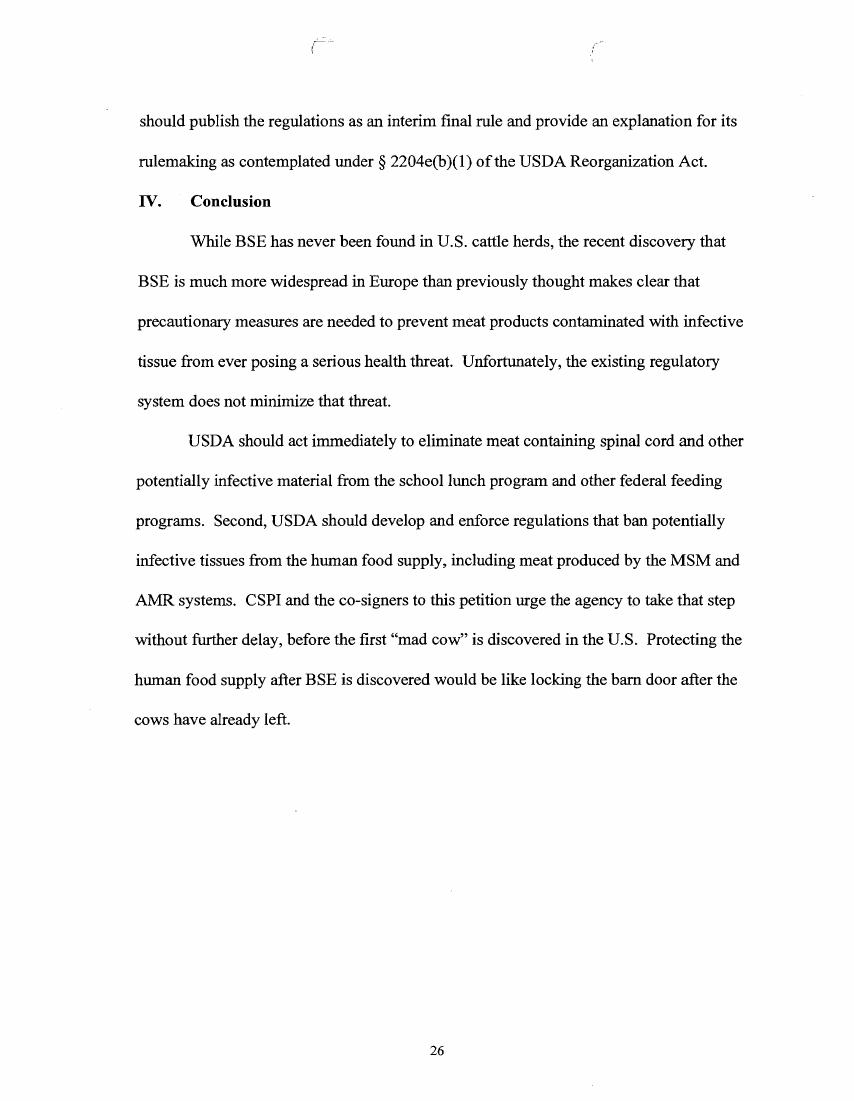 should publish the regulations as an interim final rule and provide an explanation for its
rulemaking as contemplated under § 2204e(b)(1) of the USDA Reorganization Act.
IV. Conclusion
While BSE has never been found in U.S. cattle herds, the recent discovery that
BSE is much more widespread in Europe than previously thought makes clear that
precautionary measures are needed to prevent meat products contaminated with infective
tissue from ever posing a serious health threat. Unfortunately, the existing regulatory
system does not minimize that threat.
USDA should act immediately to eliminate meat containing spinal cord and other
potentially infective material from the school lunch program and other federal feeding
programs. Second, USDA should develop and enforce regulations that ban potentially
infective tissues from the human food supply, including meat produced by the MSM and
AMR systems. CSPI and the co-signers to this petition urge the agency to take that step
without further delay, before the first “mad cow” is discovered in the U.S. Protecting the
human food supply after BSE is discovered would be like locking the barn door after the
cows have already left.
26